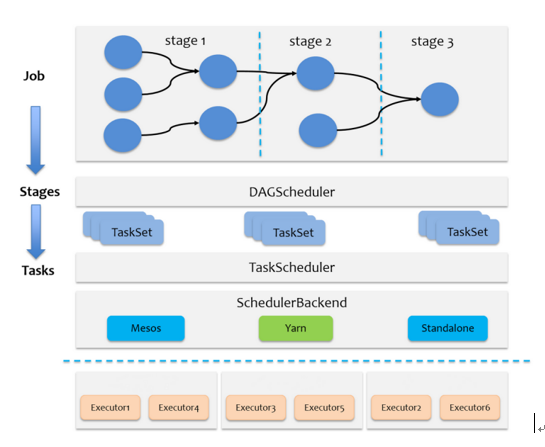 stage 1
stage 2
stage 3
Job
Stages
DAGScheduler
TaskSet
TaskSet
TaskSet
Tasks
TaskScheduler
SchedulerBackend
Mesos
Yarn
Standalone
Executor1
Executor4
Executor3
Executor5
Executor2
Executor6